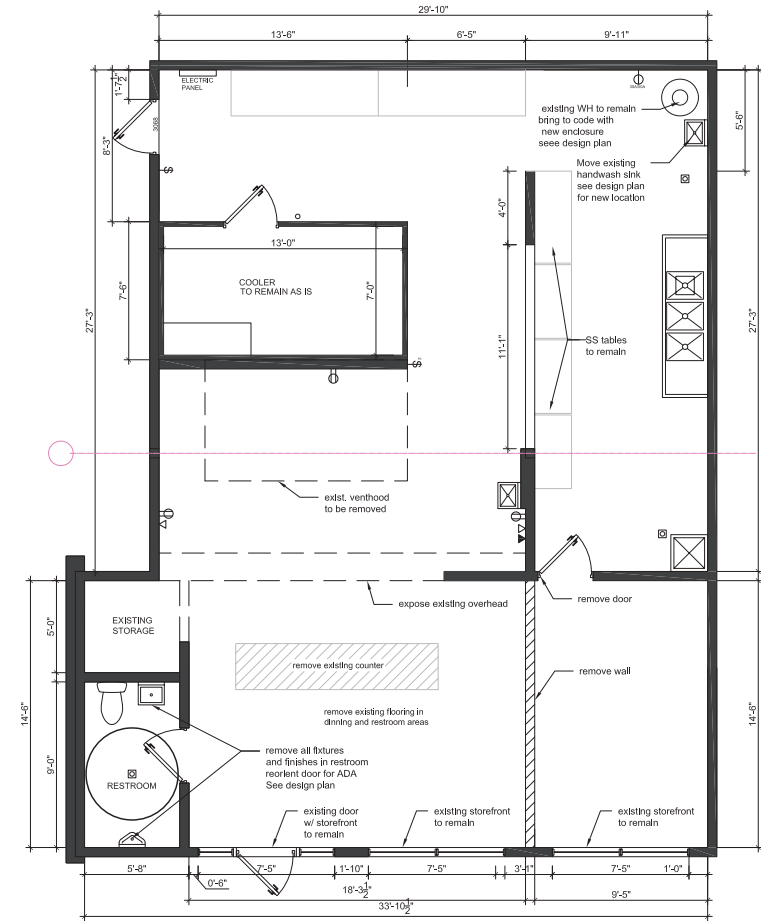 29'-10"
13'-6"
6'-5"
9'-11"
1'-7½"
ELECTRIC
PANEL
3068
8'-3"
$
existing WH to remain
bring to code with
new enclosure
seee design plan
5'-6"
Move existing
handwash sink
see design plan
for new location
4'-0"
13'-0"
COOLER
TO REMAIN AS IS
7'-6"
7'-0"
27'-3"
11'-1"
27'-3"
SS tables
to remain
$
exist. venthood
to be removed
expose existing overhead
remove door
5'-0"
EXISTING
STORAGE
remove existing counter
remove wall
14'-6"
14'-6"
remove existing flooring in
dinning and restroom areas
9'-0"
RESTROOM
remove all fixtures
and finishes in restroom
reorient door for ADA
See design plan
existing door
w/ storefront
to remain
existing storefront
to remain
existing storefront
to remain
5'-8"
7'-5"
1'-10"
7'-5"
3'-1"
7'-5"
1'-0"
0'-6"
18'-3½"
9'-5"
33'-10½"